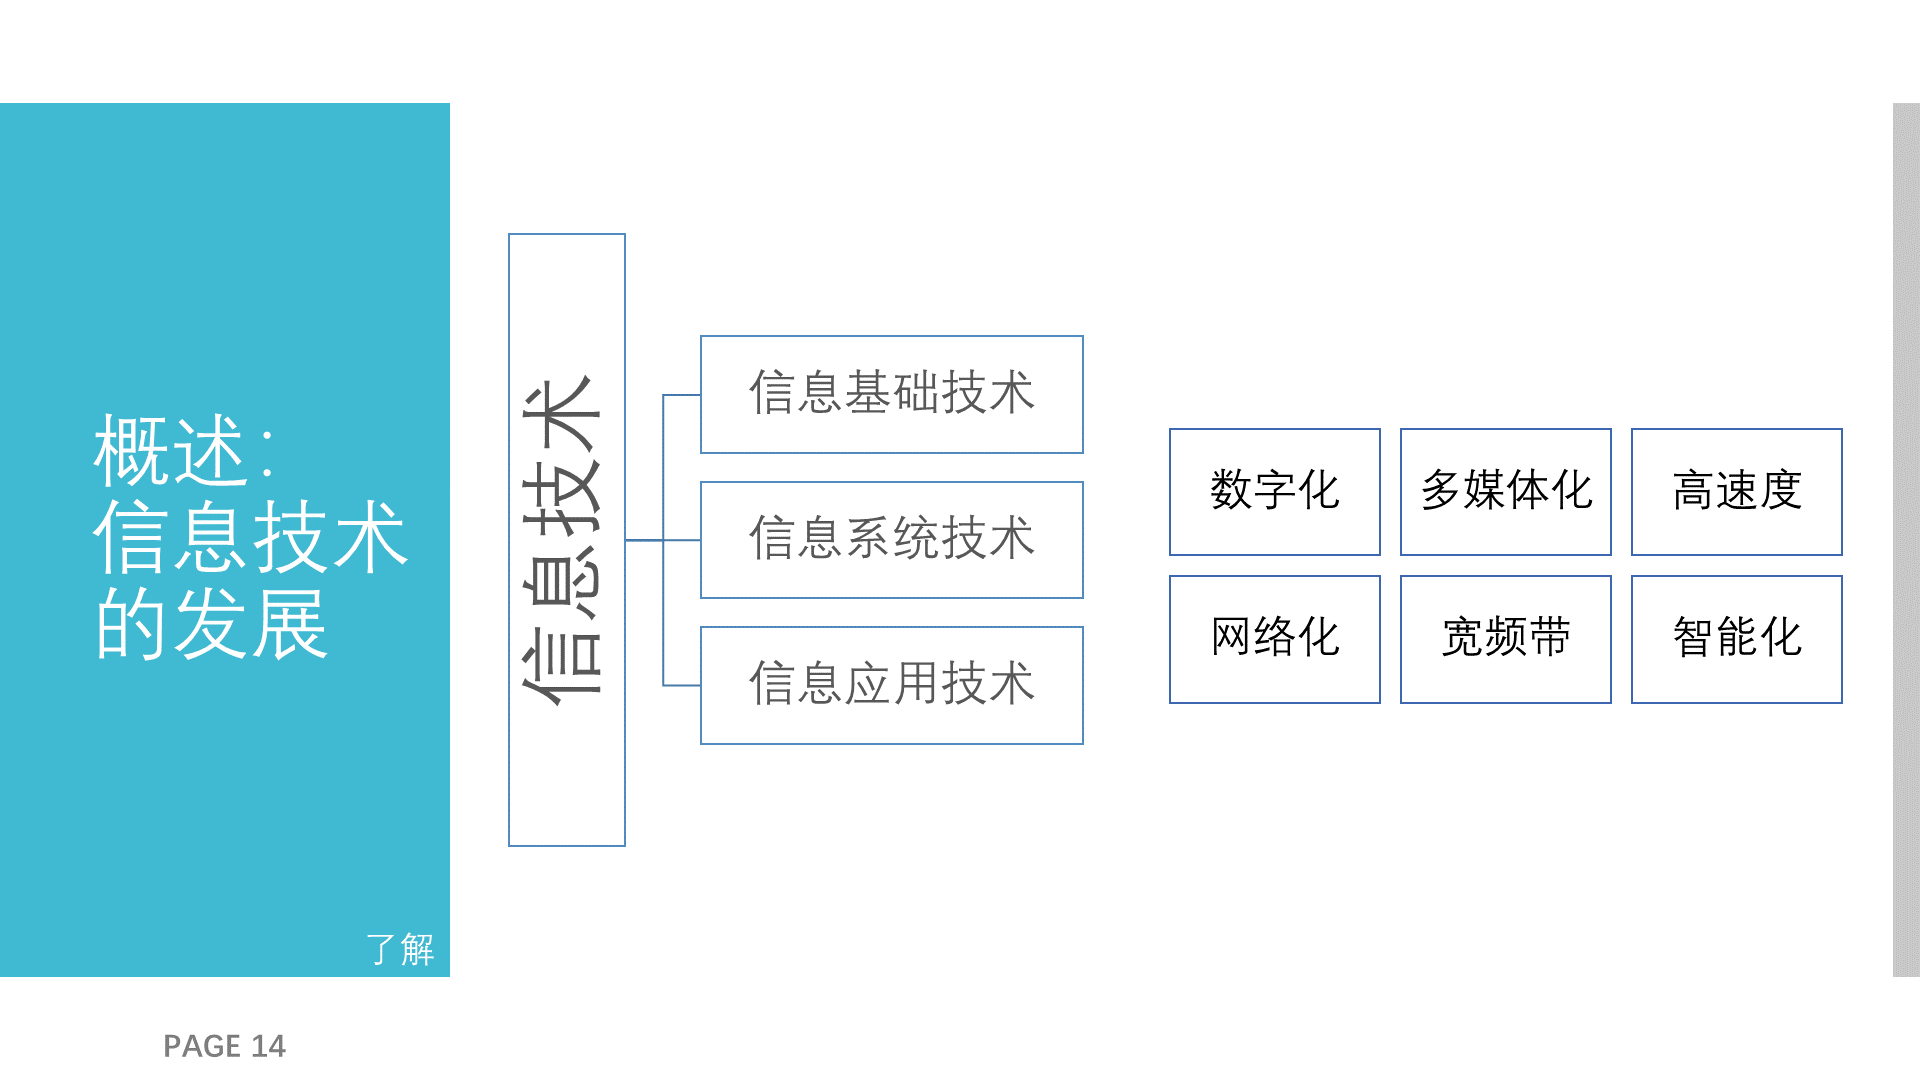 概述：
信息技术
的发展
了解
信息技术
信息基础技术
信息系统技术
信息应用技术
数字化
多媒体化
高速度
网络化
宽频带
智能化
PAGE 14